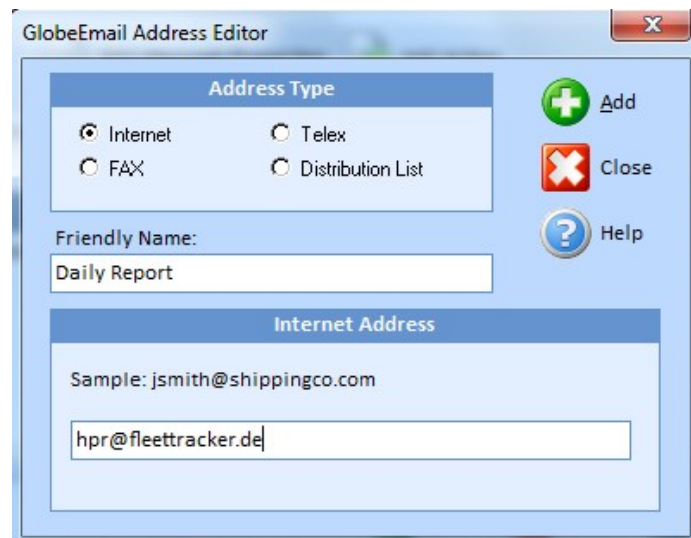 GlobeEmail Address Editor
Address Type
Internet
Telex
FAX
Distribution List
Add
Close
Help
Friendly Name:
Daily Report
Internet Address
Sample: jsmith@shippingco.com
hpr@fleettracker.de